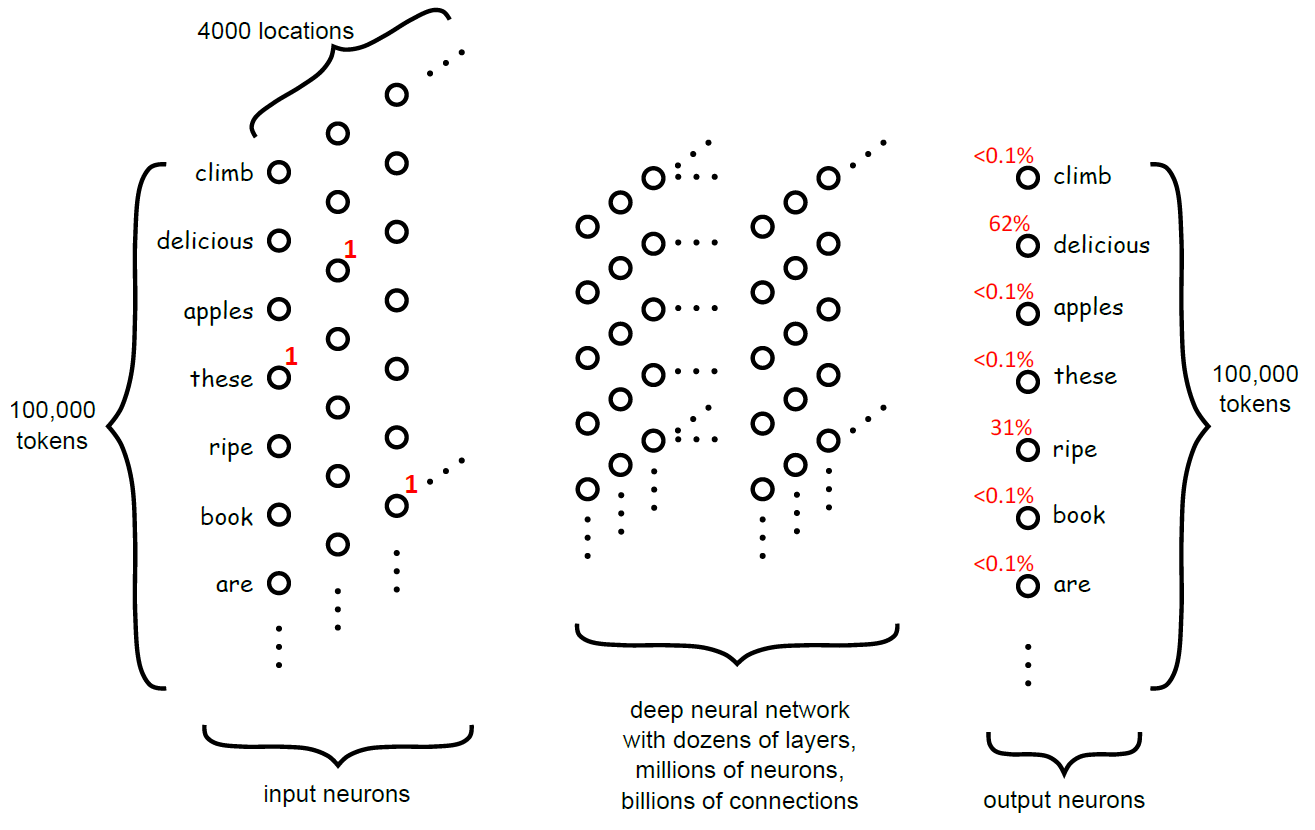 4000 locations
climb
delicious
1
apples
1
these
100,000
tokens
ripe
1
book
are
input neurons
deep neural network
with dozens of layers,
millions of neurons,
billions of connections
<0.1%
climb
62%
delicious
<0.1%
apples
<0.1%
these
31%
ripe
<0.1%
book
<0.1%
are
100,000
tokens
output neurons